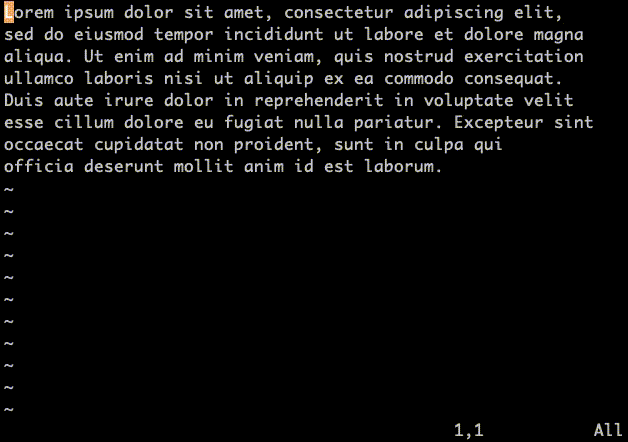 Lorem ipsum dolor sit amet, consectetur adipiscing elit,
sed do eiusmod tempor incididunt ut labore et dolore magna
aliqua. Ut enim ad minim veniam, quis nostrud exercitation
ullamco laboris nisi ut aliquip ex ea commodo consequat.
Duis aute irure dolor in reprehenderit in voluptate velit
esse cillum dolore eu fugiat nulla pariatur. Excepteur sint
occaecat cupidatat non proident, sunt in culpa qui
officia deserunt mollit anim id est laborum.
~
~
~
~
~
~
~
~
~
~
~
1,1 All